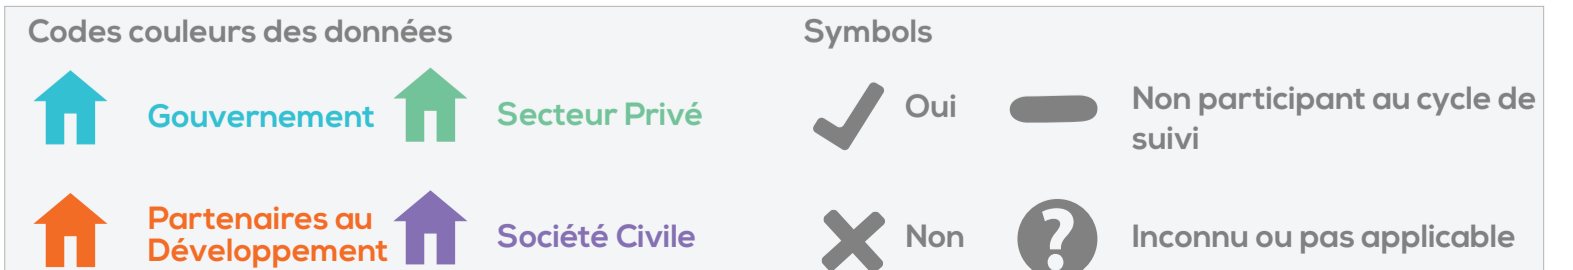 Codes couleurs des données
Symbols
Gouvernement
Secteur Privé
Oui
Non participant au cycle de
suivi
Partenaires au
Développement
Société Civile
Non
?
Inconnu ou pas applicable